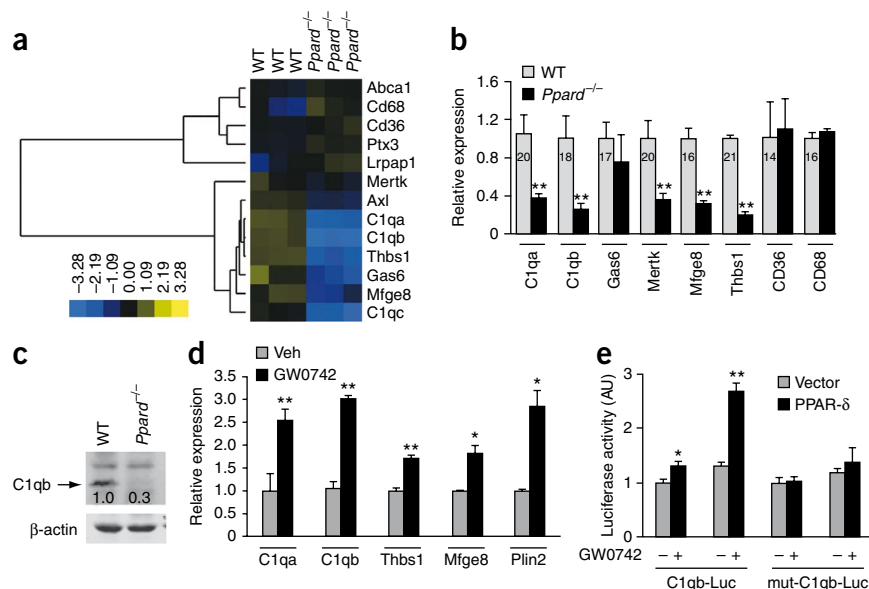 a
WT
WT
WT
Ppard–/–
Ppard–/–
Ppard–/–
Abca1
Cd68
Cd36
Ptx3
Lrpap1
Mertk
Axl
C1qa
C1qb
Thbs1
Gas6
Mfge8
C1qc
–3.28
–2.19
–1.09
0.00
1.09
2.19
3.28
b
WT
Ppard–/–
Relative expression
1.6
1.2
0.8
0.4
0
20
18
17
20
16
21
14
16
**
**
**
**
**
C1qa
C1qb
Gas6
Mertk
Mfge8
Thbs1
CD36
CD68
c
WT
Ppard–/–
C1qb
1.0
0.3
β-actin
d
Veh
GW0742
Relative expression
3.5
3.0
2.5
2.0
1.5
1.0
0.5
0
**
**
**
*
*
C1qa
C1qb
Thbs1
Mfge8
Plin2
e
Vector
PPAR-δ
Luciferase activity (AU)
4
3
2
1
0
*
**
GW0742
– + – + – + – +
C1qb-Luc
mut-C1qb-Luc